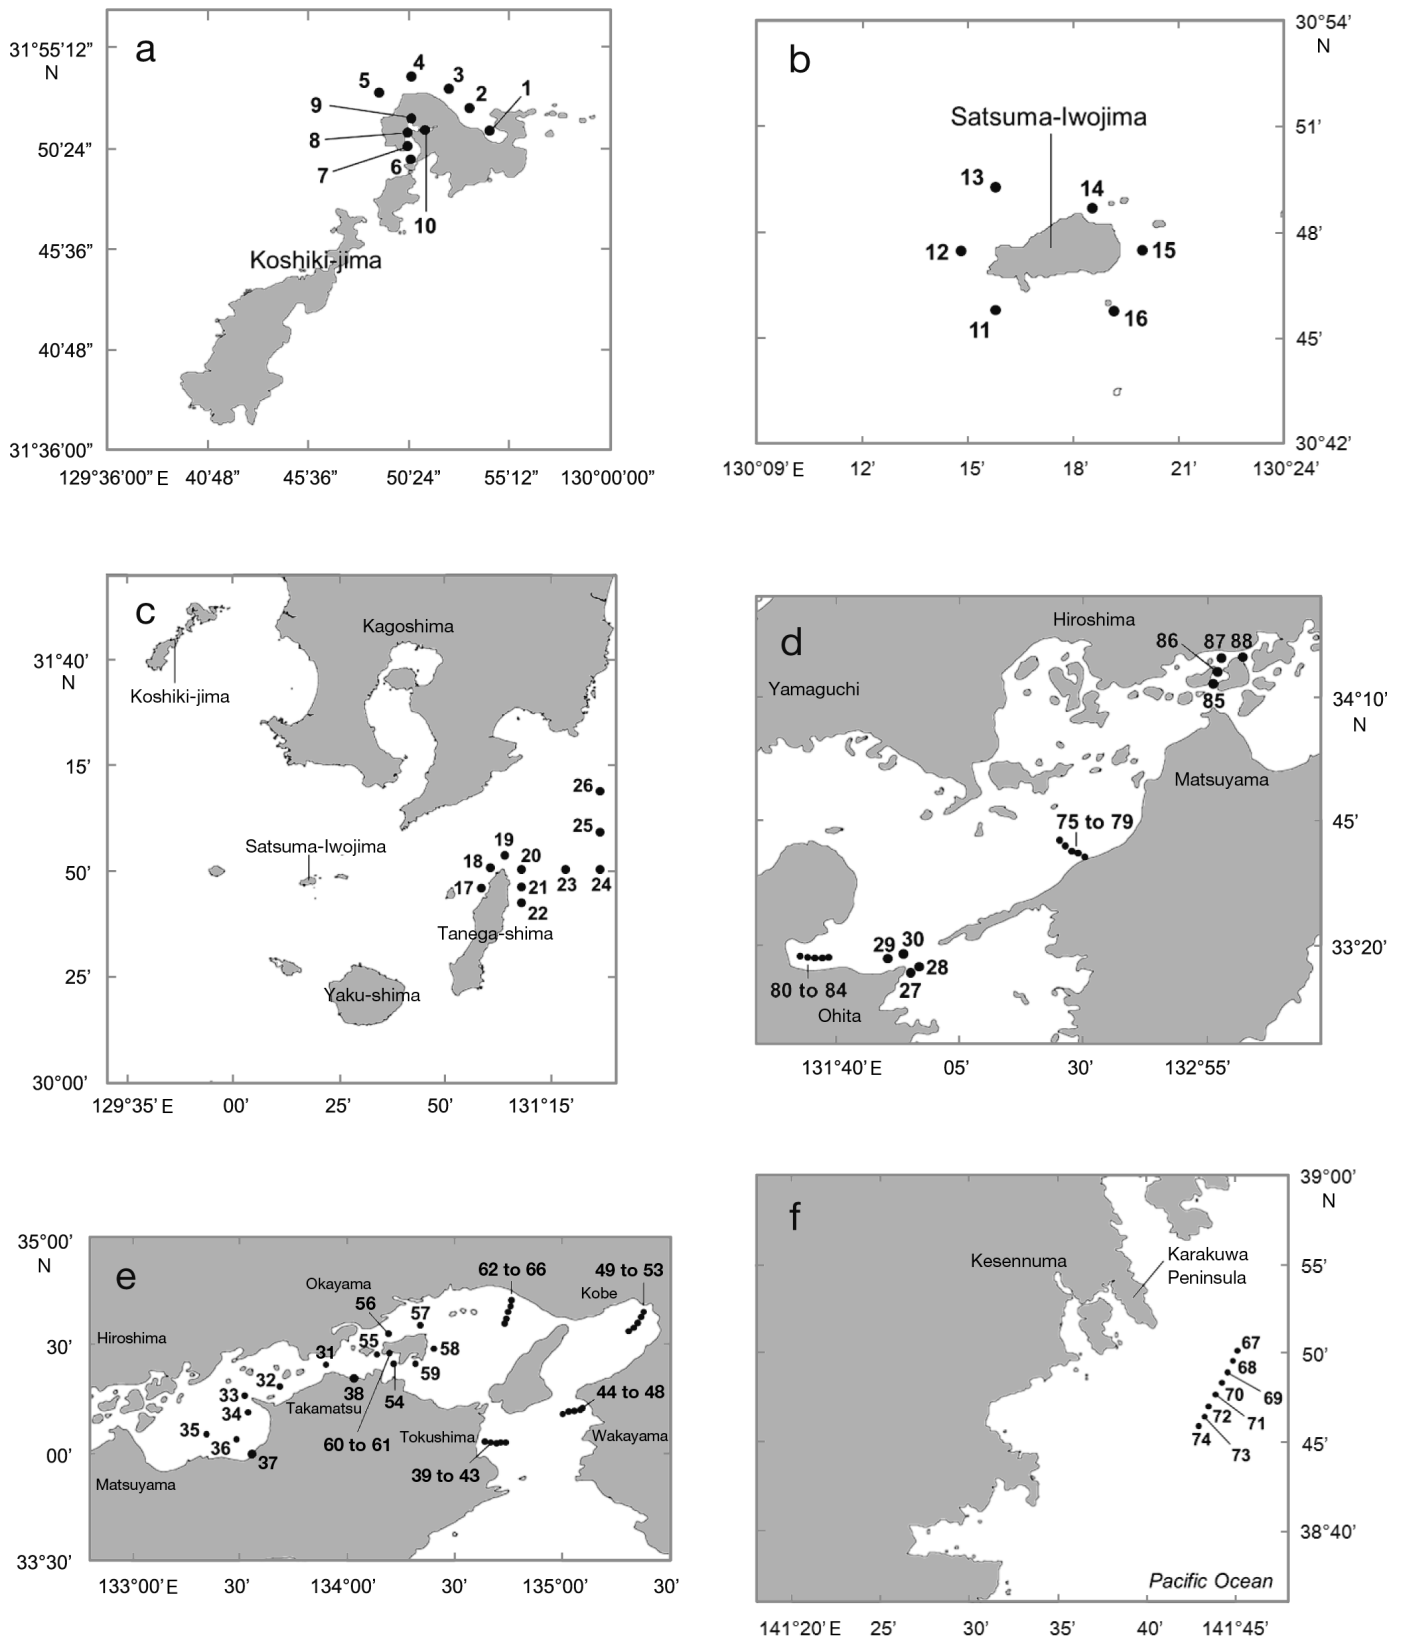 a
31°55’12”
N
50’24”
45’36”
40’48”
31°36’00”
129°36’00” E 40’48” 45’36” 50’24” 55’12” 130°00’00”
4
5
3
2
1
9
8
7
6
10
Koshiki-jima
b
30°54’
N
51’
48’
45’
30°42’
130°09’ E 12’ 15’ 18’ 21’ 130°24’
Satsuma-Iwojima
13
14
12
15
11
16
c
31°40’
N
15’
50’
25’
30°00’
129°35’ E 00’ 25’ 50’ 131°15’
Kagoshima
Koshiki-jima
26
25
Satsuma-Iwojima
19
18
20
17
21
23
24
22
Tanega-shima
Yaku-shima
d
Hiroshima
86 87 88
Yamaguchi
85
34°10’
N
Matsuyama
75 to 79
45’
29 30
28
27
33°20’
80 to 84
Ohita
131°40’ E 05’ 30’ 132°55’
e
35°00’
N
30’
00’
33°30’
133°00’ E 30’ 134°00’ 30’ 135°00’ 30’
62 to 66
49 to 53
Okayama
Kobe
56
57
Hiroshima
55
58
31
59
32
38
54
33
44 to 48
Takamatsu
34
35
36
60 to 61
Tokushima
Wakayama
37
39 to 43
Matsuyama
f
39°00’
N
55’
50’
45’
38°40’
141°20’ E 25’ 30’ 35’ 40’ 141°45’
Kesennuma
Karakuwa
Peninsula
67
68
69
70
71
72
73
74
Pacific Ocean